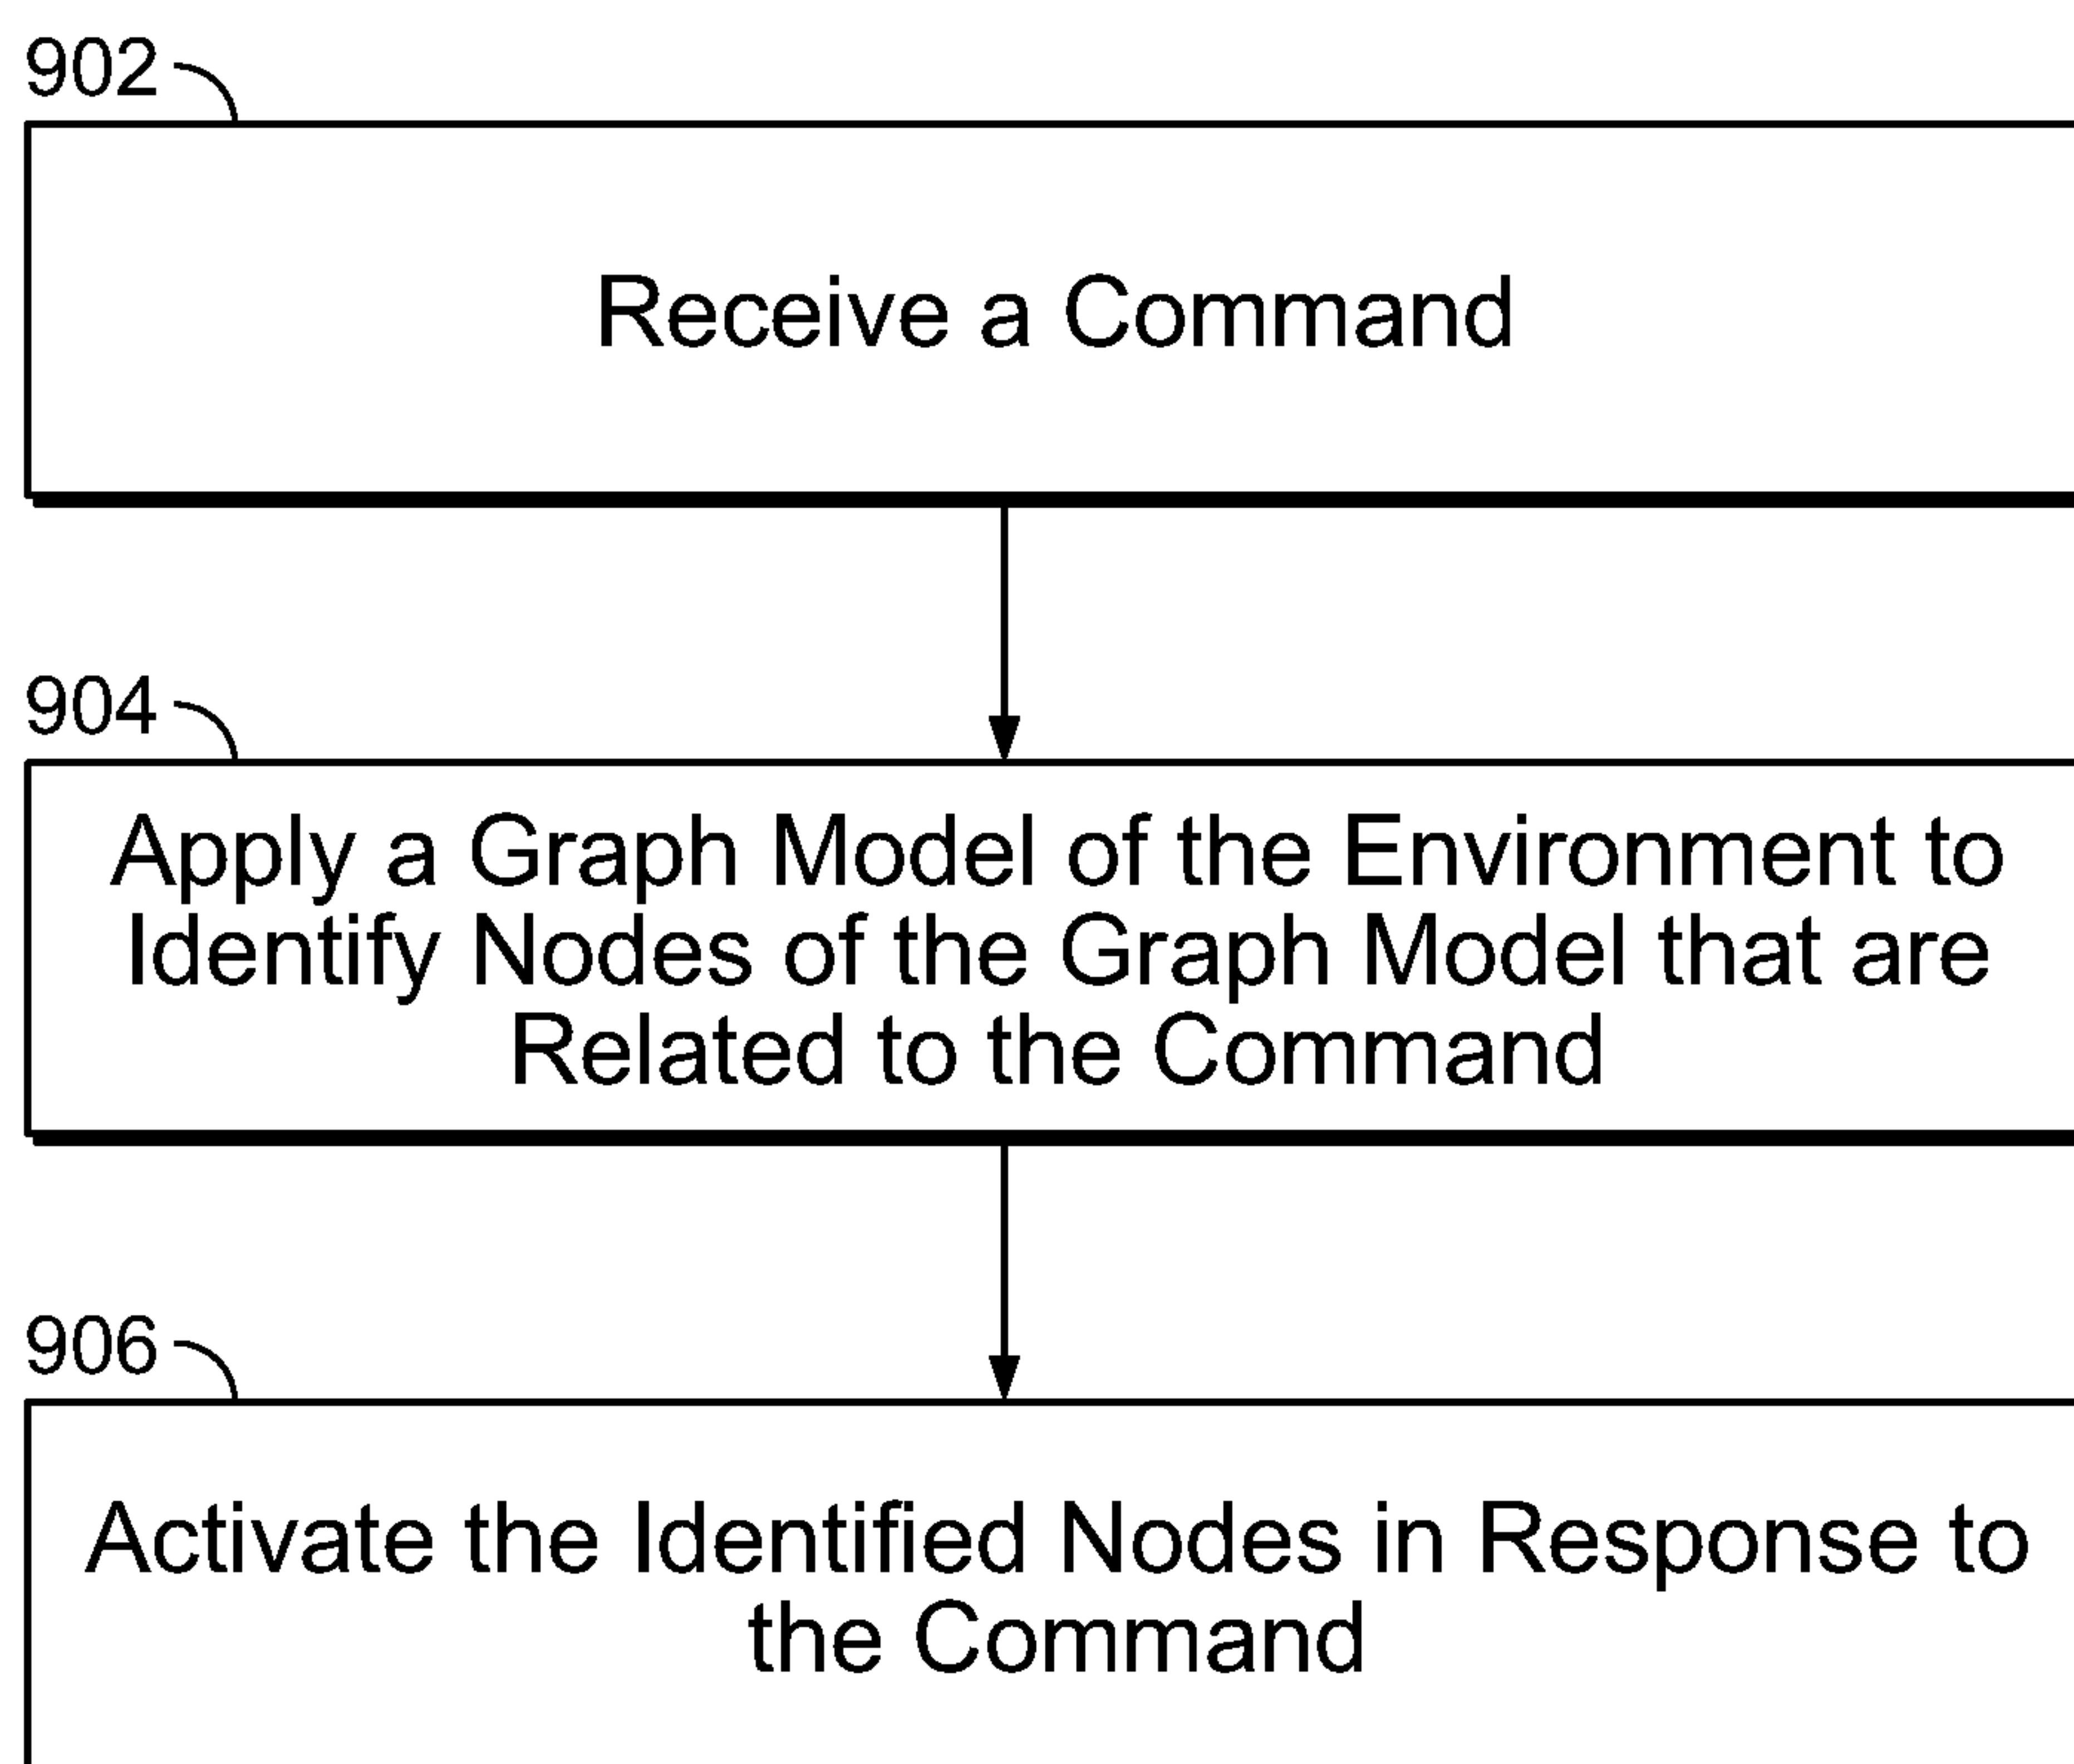 902
Receive a Command
904
Apply a Graph Model of the Environment to
Identify Nodes of the Graph Model that are
Related to the Command
906
Activate the Identified Nodes in Response to
the Command